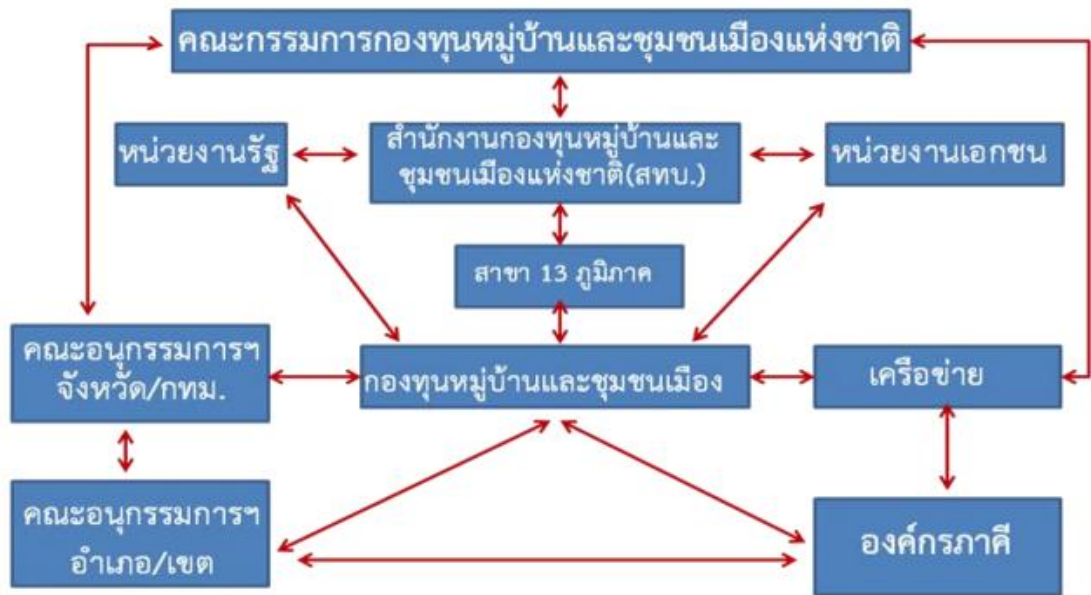 คณะกรรมการกองทุนหมู่บ้านและชุมชนเมืองแห่งชาติ
หน่วยงานรัฐ
สำนักงานกองทุนหมู่บ้านและ
ชุมชนเมืองแห่งชาติ(สทบ.)
หน่วยงานเอกชน
สาขา 13 ภูมิภาค
คณะอนุกรรมการฯ
จังหวัด/กทม.
กองทุนหมู่บ้านและชุมชนเมือง
เครือข่าย
คณะอนุกรรมการฯ
อำเภอ/เขต
องค์กรภาคี